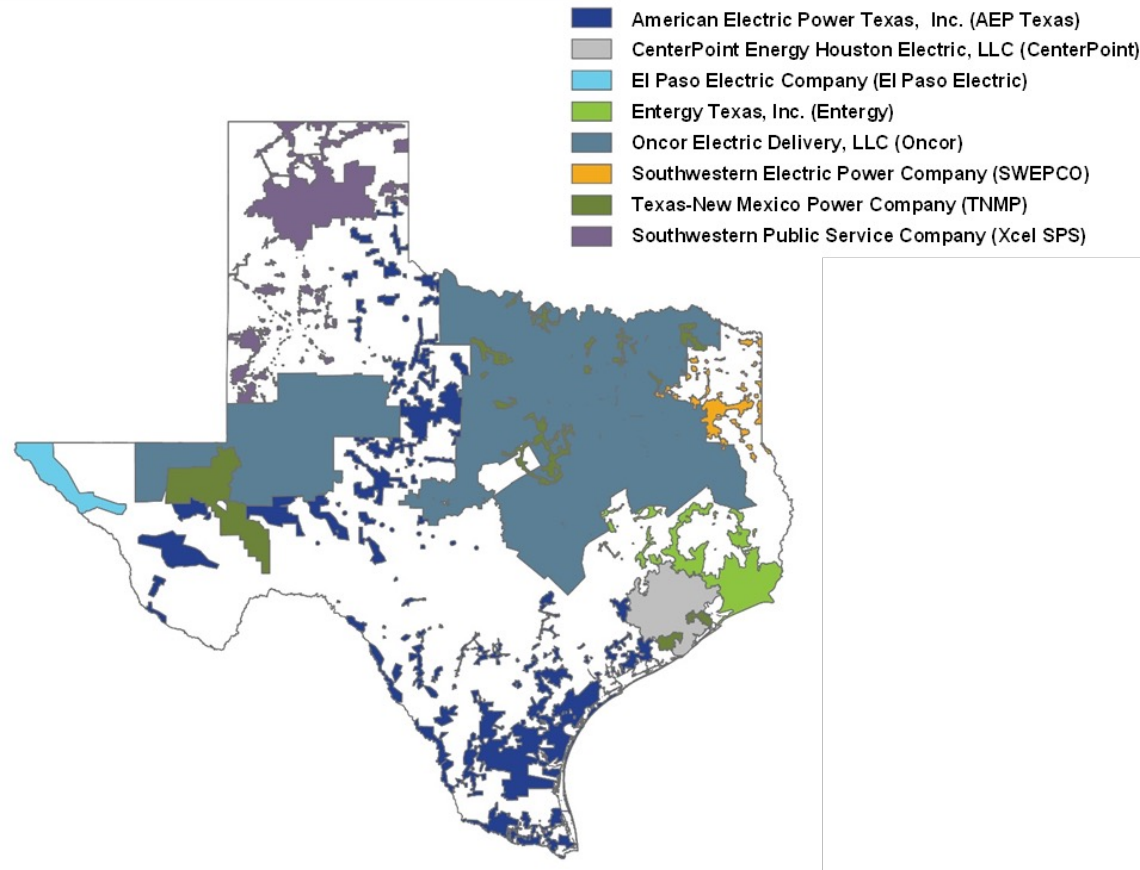 American Electric Power Texas, Inc. (AEP Texas)
CenterPoint Energy Houston Electric, LLC (CenterPoint)
El Paso Electric Company (El Paso Electric)
Entergy Texas, Inc. (Entergy)
Oncor Electric Delivery, LLC (Oncor)
Southwestern Electric Power Company (SWEPCO)
Texas-New Mexico Power Company (TNMP)
Southwestern Public Service Company (Xcel SPS)